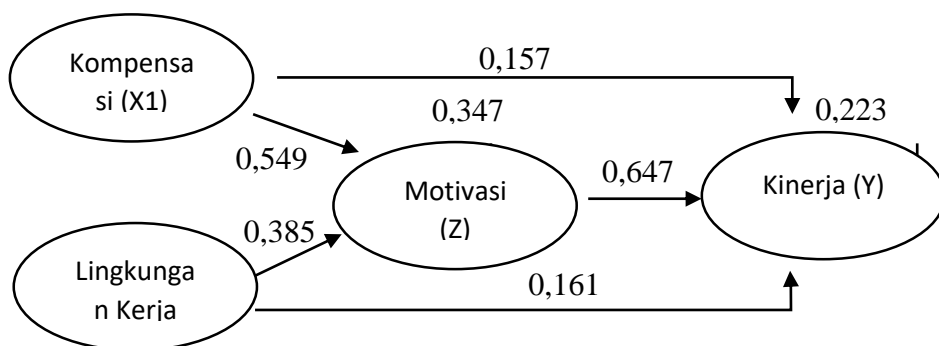 Kompensa
si (X1)
0,157
0,347
0,223
0,549
Motivasi
(Z)
0,647
Kinerja (Y)
0,385
Lingkunga
n Kerja
0,161